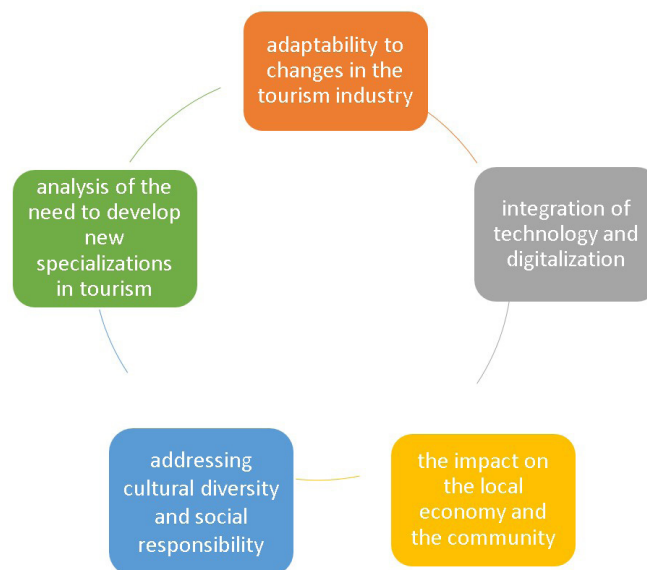 adaptability to
changes in the
tourism industry
integration of
technology and
digitalization
the impact on
the local
economy and
the community
addressing
cultural diversity
and social
responsibility
analysis of the
need to develop
new
specializations
in tourism